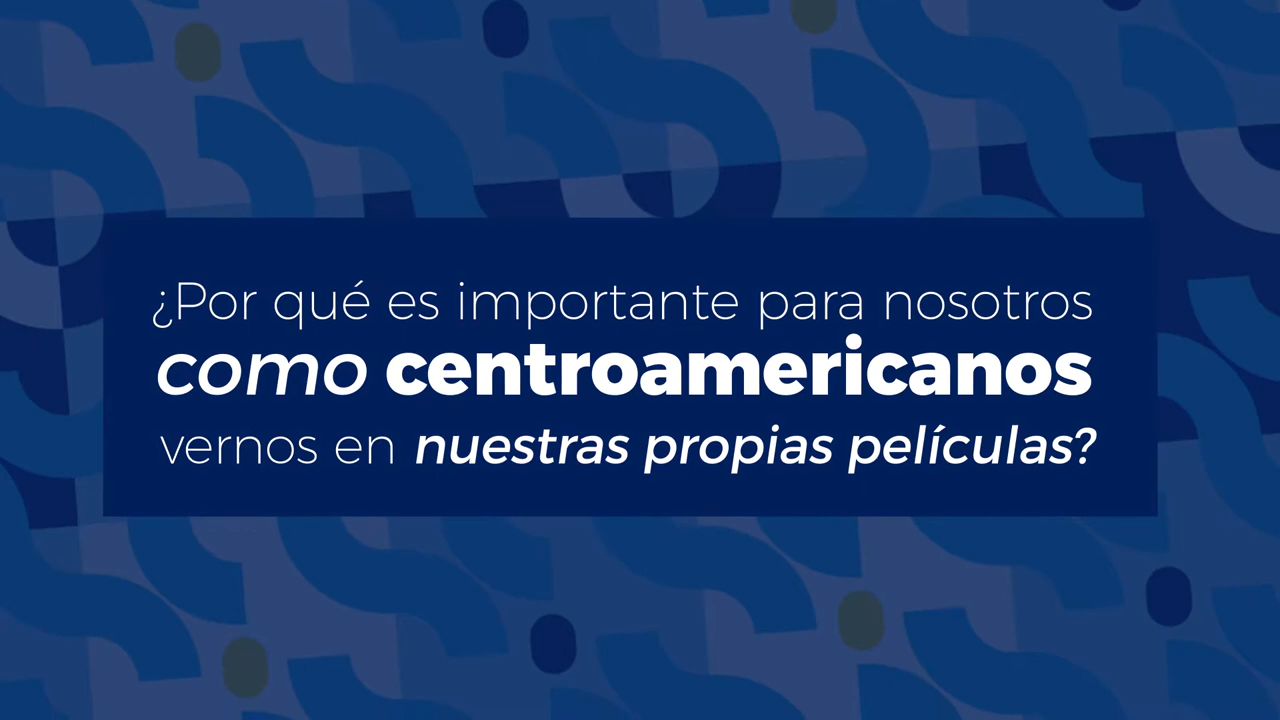 ¿Por qué es importante para nosotros
como centroamericanos
vernos en nuestras propias películas?